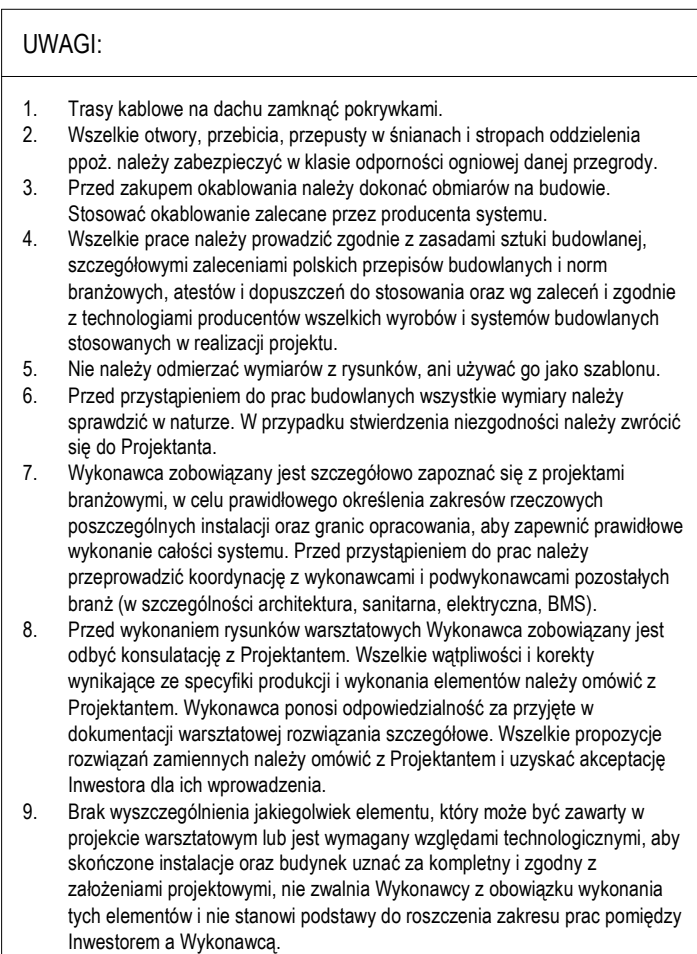 UWAGI:
1. Trasy kablowe na dachu zamknąć pokrywkami.
2. Wszelkie otwory, przebicia, przepusty w śnianach i stropach oddzielenia
ppoż. należy zabezpieczyć w klasie odporności ogniowej danej przegrody.
3. Przed zakupem okablowania należy dokonać obmiarów na budowie.
Stosować okablowanie zalecane przez producenta systemu.
4. Wszelkie prace należy prowadzić zgodnie z zasadami sztuki budowlanej,
szczegółowymi zaleceniami polskich przepisów budowlanych i norm
branżowych, atestów i dopuszczeń do stosowania oraz wg zaleceń i zgodnie
z technologiami producentów wszelkich wyrobów i systemów budowlanych
stosowanych w realizacji projektu.
5. Nie należy odmierzać wymiarów z rysunków, ani używać go jako szablonu.
6. Przed przystąpieniem do prac budowlanych wszystkie wymiary należy
sprawdzić w naturze. W przypadku stwierdzenia niezgodności należy zwrócić
się do Projektanta.
7. Wykonawca zobowiązany jest szczegółowo zapoznać się z projektami
branżowymi, w celu prawidłowego określenia zakresów rzeczowych
poszczególnych instalacji oraz granic opracowania, aby zapewnić prawidłowe
wykonanie całości systemu. Przed przystąpieniem do prac należy
przeprowadzić koordynację z wykonawcami i podwykonawcami pozostałych
branż (w szczególności architektura, sanitarna, elektryczna, BMS).
8. Przed wykonaniem rysunków warsztatowych Wykonawca zobowiązany jest
odbyć konsulatację z Projektantem. Wszelkie wątpliwości i korekty
wynikające ze specyfiki produkcji i wykonania elementów należy omówić z
Projektantem. Wykonawca ponosi odpowiedzialność za przyjęte w
dokumentacji warsztatowej rozwiązania szczegółowe. Wszelkie propozycje
rozwiązań zamiennych należy omówić z Projektantem i uzyskać akceptację
Inwestora dla ich wprowadzenia.
9. Brak wyszczególnienia jakiegolwiek elementu, który może być zawarty w
projekcie warsztatowym lub jest wymagany względami technologicznymi, aby
skończone instalacje oraz budynek uznać za kompletny i zgodny z
założeniami projektowymi, nie zwalnia Wykonawcy z obowiązku wykonania
tych elementów i nie stanowi podstawy do roszczenia zakresu prac pomiędzy
Inwestorem a Wykonawcą.